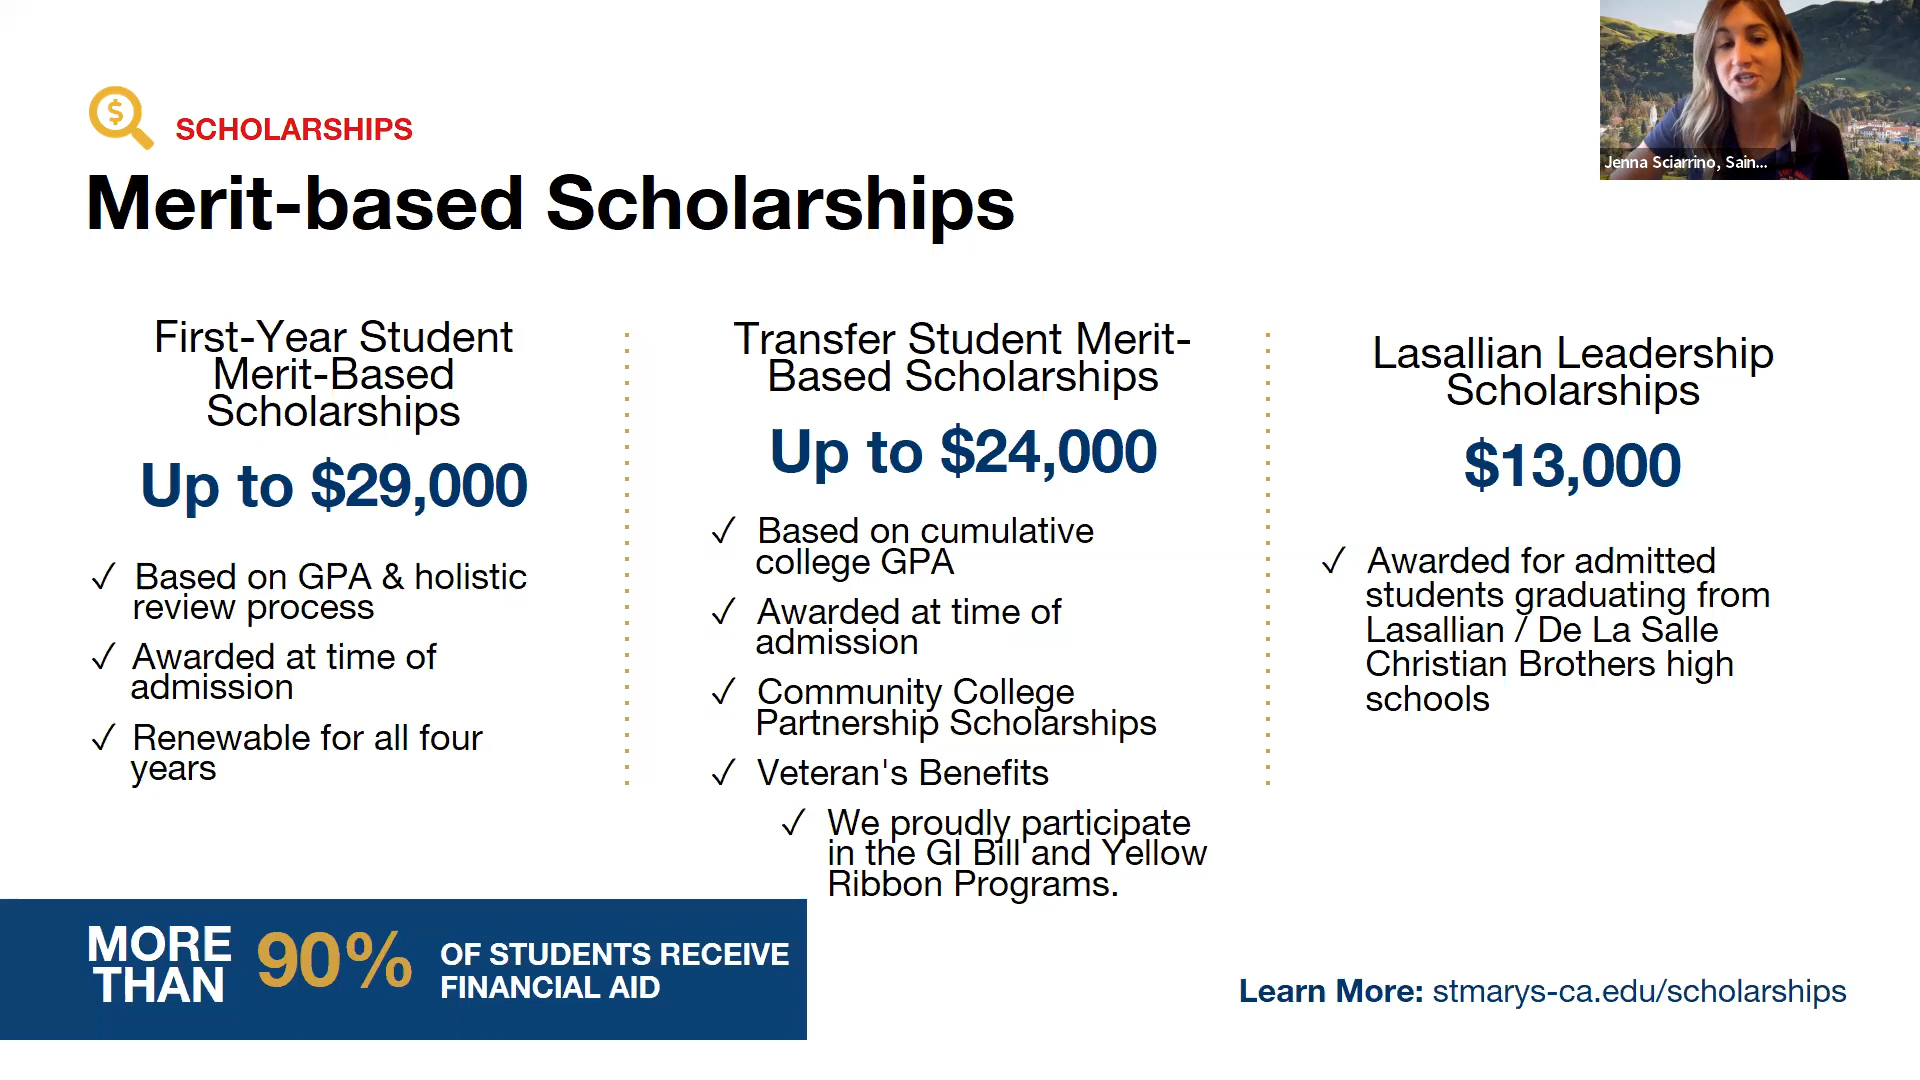 SCHOLARSHIPS
Merit-based Scholarships
Jenna Sciarrino, Sain...
First-Year Student
Merit-Based
Scholarships
Up to $29,000
✓ Based on GPA & holistic
review process
✓ Awarded at time of
admission
✓ Renewable for all four
years
Transfer Student Merit-
Based Scholarships
Up to $24,000
✓ Based on cumulative
college GPA
✓ Awarded at time of
admission
✓ Community College
Partnership Scholarships
✓ Veteran's Benefits
✓ We proudly participate
in the GI Bill and Yellow
Ribbon Programs.
Lasallian Leadership
Scholarships
$13,000
✓ Awarded for admitted
students graduating from
Lasallian / De La Salle
Christian Brothers high
schools
MORE
THAN
90%
OF STUDENTS RECEIVE
FINANCIAL AID
Learn More: stmarys-ca.edu/scholarships